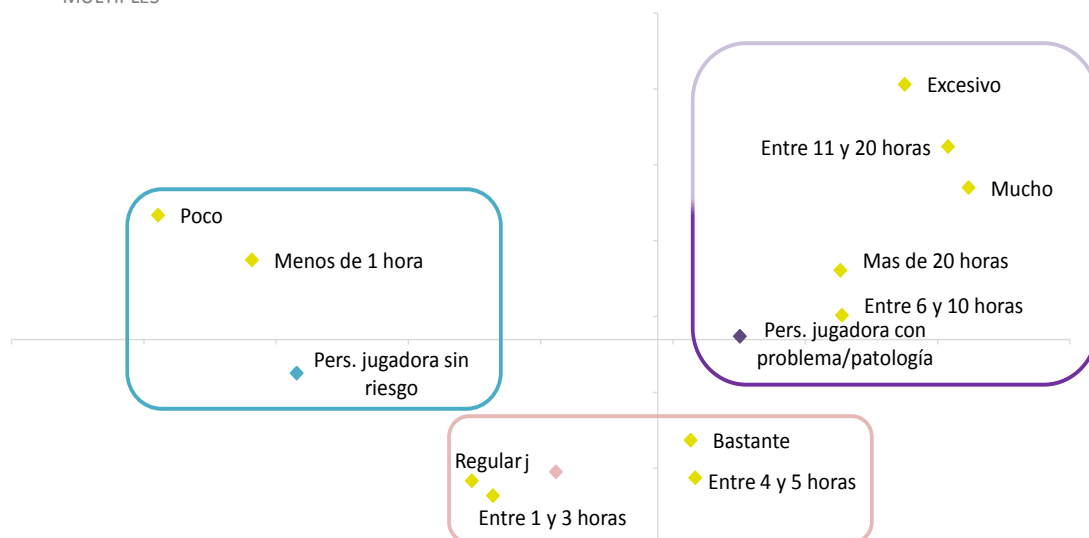 MÚLTIPLES
Excesivo
Entre 11 y 20 horas
Mucho
Poco
Menos de 1 hora
Mas de 20 horas
Entre 6 y 10 horas
Pers. jugadora con
problema/patología
Pers. jugadora sin
riesgo
Bastante
Regular j
Entre 4 y 5 horas
Entre 1 y 3 horas